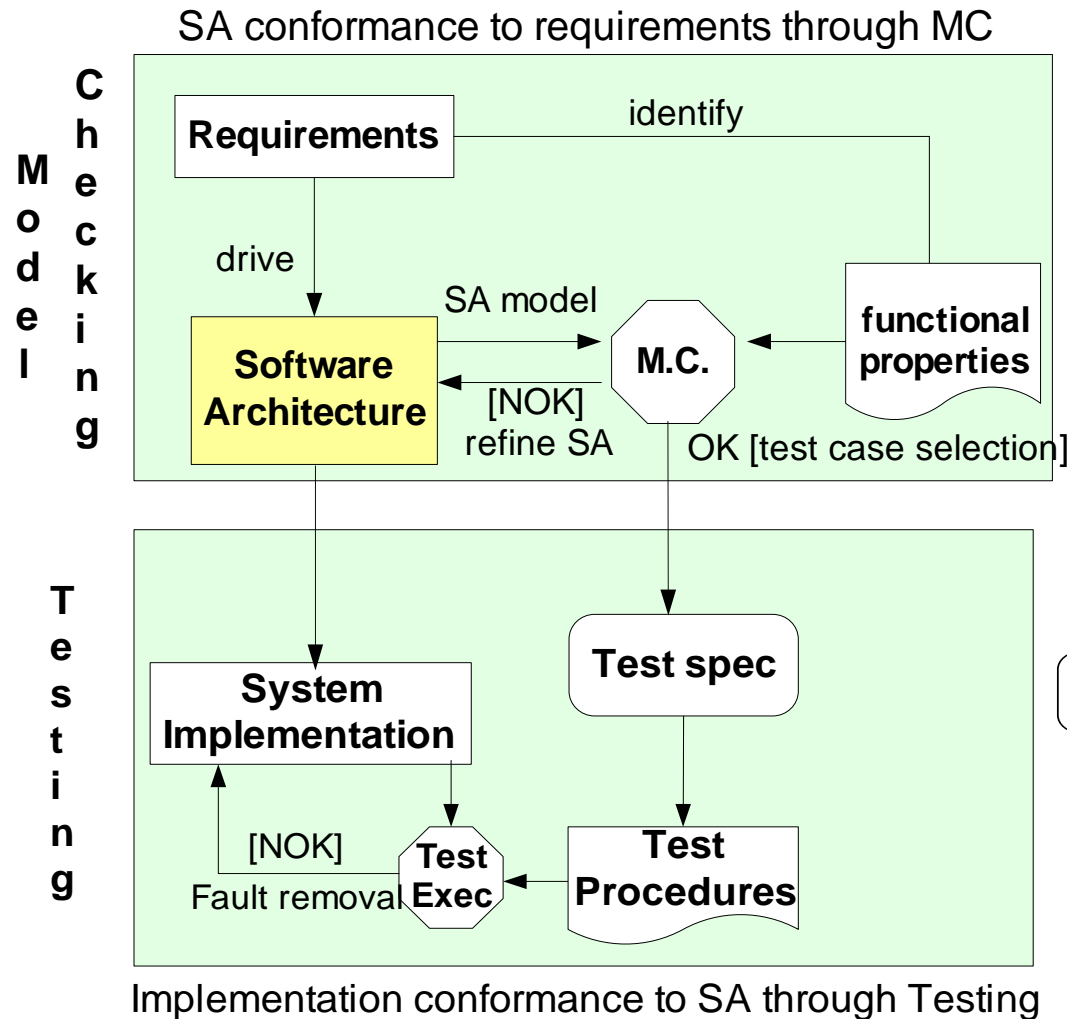 SA conformance to requirements through MC
Model
Checking
Requirements
identify
drive
SA model
Software
Architecture
M.C.
functional
properties
[NOK]
refine SA
OK [test case selection]
Testing
System
Implementation
Test spec
[NOK]
Fault removal
Test
Exec
Test
Procedures
Implementation conformance to SA through Testing